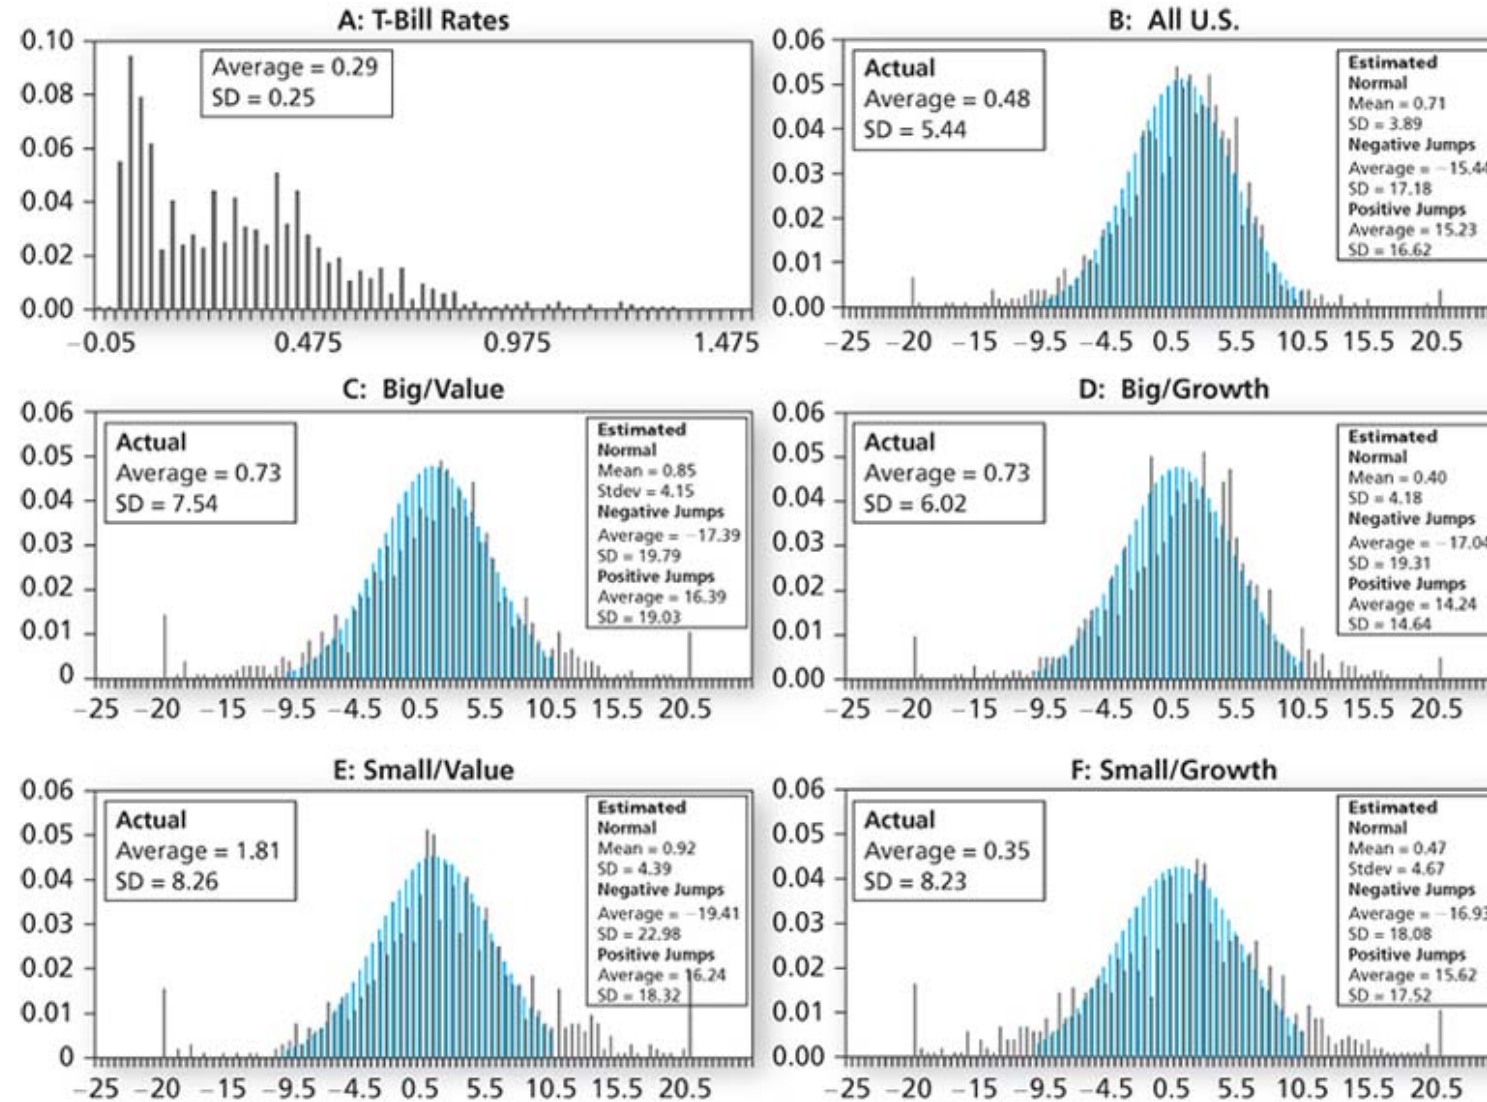 A: T-Bill Rates
0.10
0.08
0.06
0.04
0.02
0.00
Average = 0.29
SD = 0.25
−0.05 0.475 0.975 1.475
B: All U.S.
0.06
0.05
0.04
0.03
0.02
0.01
0.00
Actual
Average = 0.48
SD = 5.44
Estimated
Normal
Mean = 0.71
SD = 3.89
Negative Jumps
Average = −15.44
SD = 17.18
Positive Jumps
Average = 15.23
SD = 16.62
−25 −20 −15 −9.5 −4.5 0.5 5.5 10.5 15.5 20.5
C: Big/Value
0.06
0.05
0.04
0.03
0.02
0.01
0
Actual
Average = 0.73
SD = 7.54
Estimated
Normal
Mean = 0.85
Stdev = 4.15
Negative Jumps
Average = −17.39
SD = 19.79
Positive Jumps
Average = 16.39
SD = 19.03
−25 −20 −15 −9.5 −4.5 0.5 5.5 10.5 15.5 20.5
D: Big/Growth
0.06
0.05
0.04
0.03
0.02
0.01
0.00
Actual
Average = 0.73
SD = 6.02
Estimated
Normal
Mean = 0.40
SD = 4.18
Negative Jumps
Average = −17.04
SD = 19.31
Positive Jumps
Average = 14.24
SD = 14.64
−25 −20 −15 −9.5 −4.5 0.5 5.5 10.5 15.5 20.5
E: Small/Value
0.06
0.05
0.04
0.03
0.02
0.01
0
Actual
Average = 1.81
SD = 8.26
Estimated
Normal
Mean = 0.92
SD = 4.39
Negative Jumps
Average = −19.41
SD = 22.98
Positive Jumps
Average = 16.24
SD = 18.32
−25 −20 −15 −9.5 −4.5 0.5 5.5 10.5 15.5 20.5
F: Small/Growth
0.06
0.05
0.04
0.03
0.02
0.01
0.00
Actual
Average = 0.35
SD = 8.23
Estimated
Normal
Mean = 0.47
Stdev = 4.67
Negative Jumps
Average = −16.93
SD = 18.08
Positive Jumps
Average = 15.62
SD = 17.52
−25 −20 −15 −9.5 −4.5 0.5 5.5 10.5 15.5 20.5